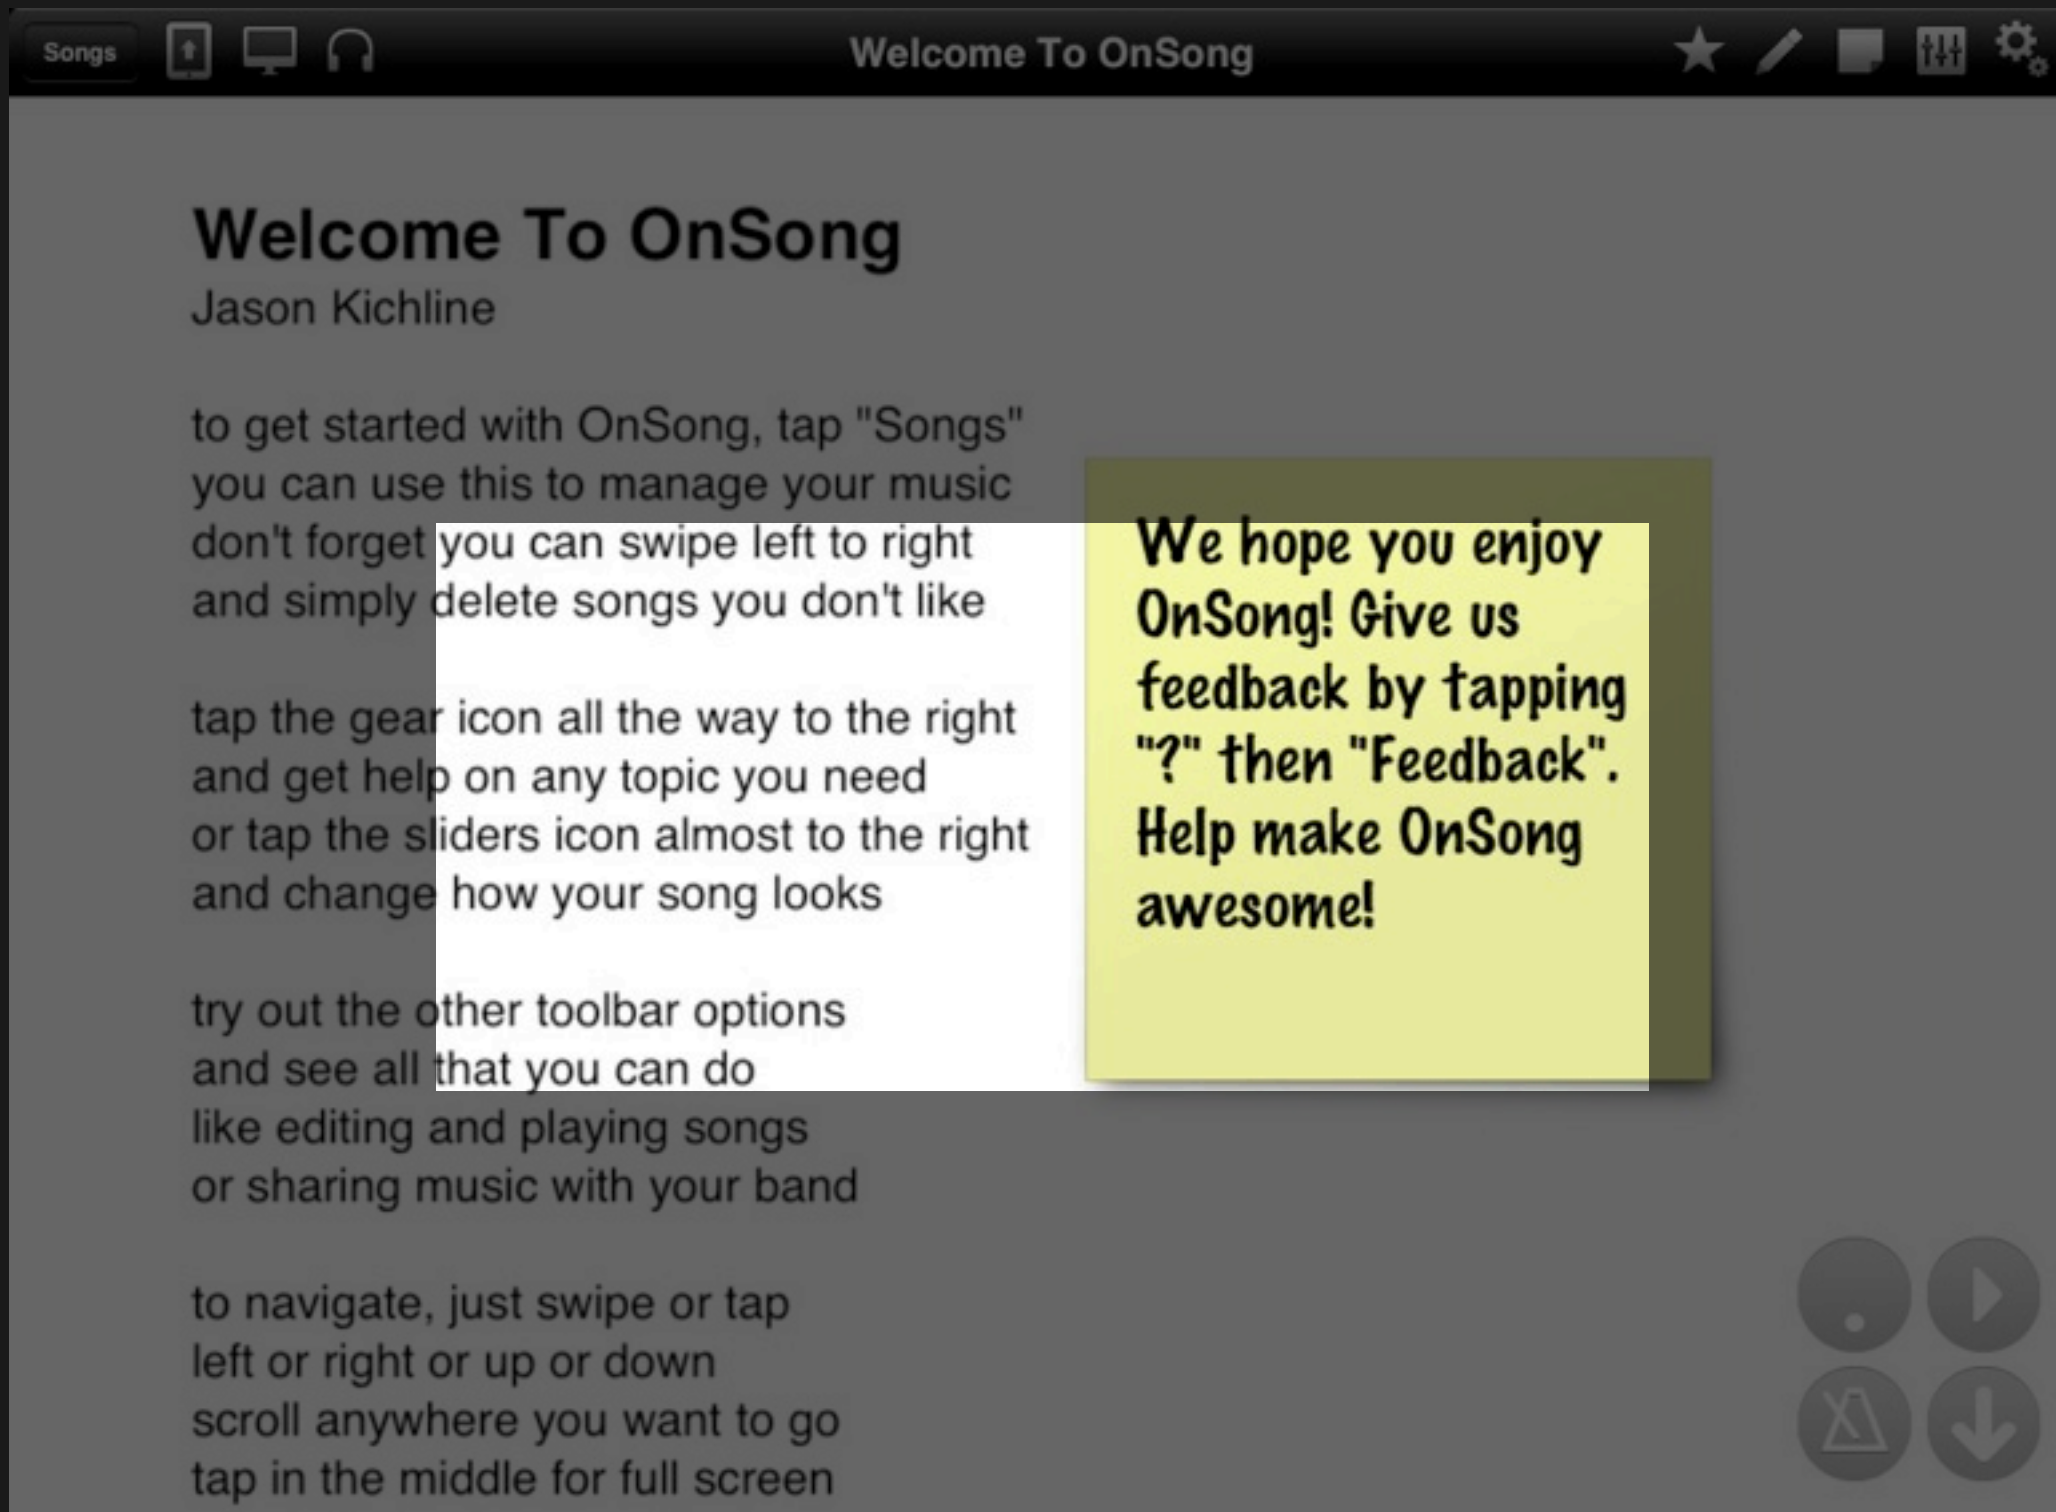 Songs
Welcome To OnSong
Welcome To OnSong
Jason Kichline
to get started with OnSong, tap "Songs"
you can use this to manage your music
don't forget you can swipe left to right
and simply delete songs you don't like
tap the gear icon all the way to the right
and get help on any topic you need
or tap the sliders icon almost to the right
and change how your song looks
try out the other toolbar options
and see all that you can do
like editing and playing songs
or sharing music with your band
to navigate, just swipe or tap
left or right or up or down
scroll anywhere you want to go
tap in the middle for full screen
We hope you enjoy
OnSong! Give us
feedback by tapping
"?" then "Feedback".
Help make OnSong
awesome!